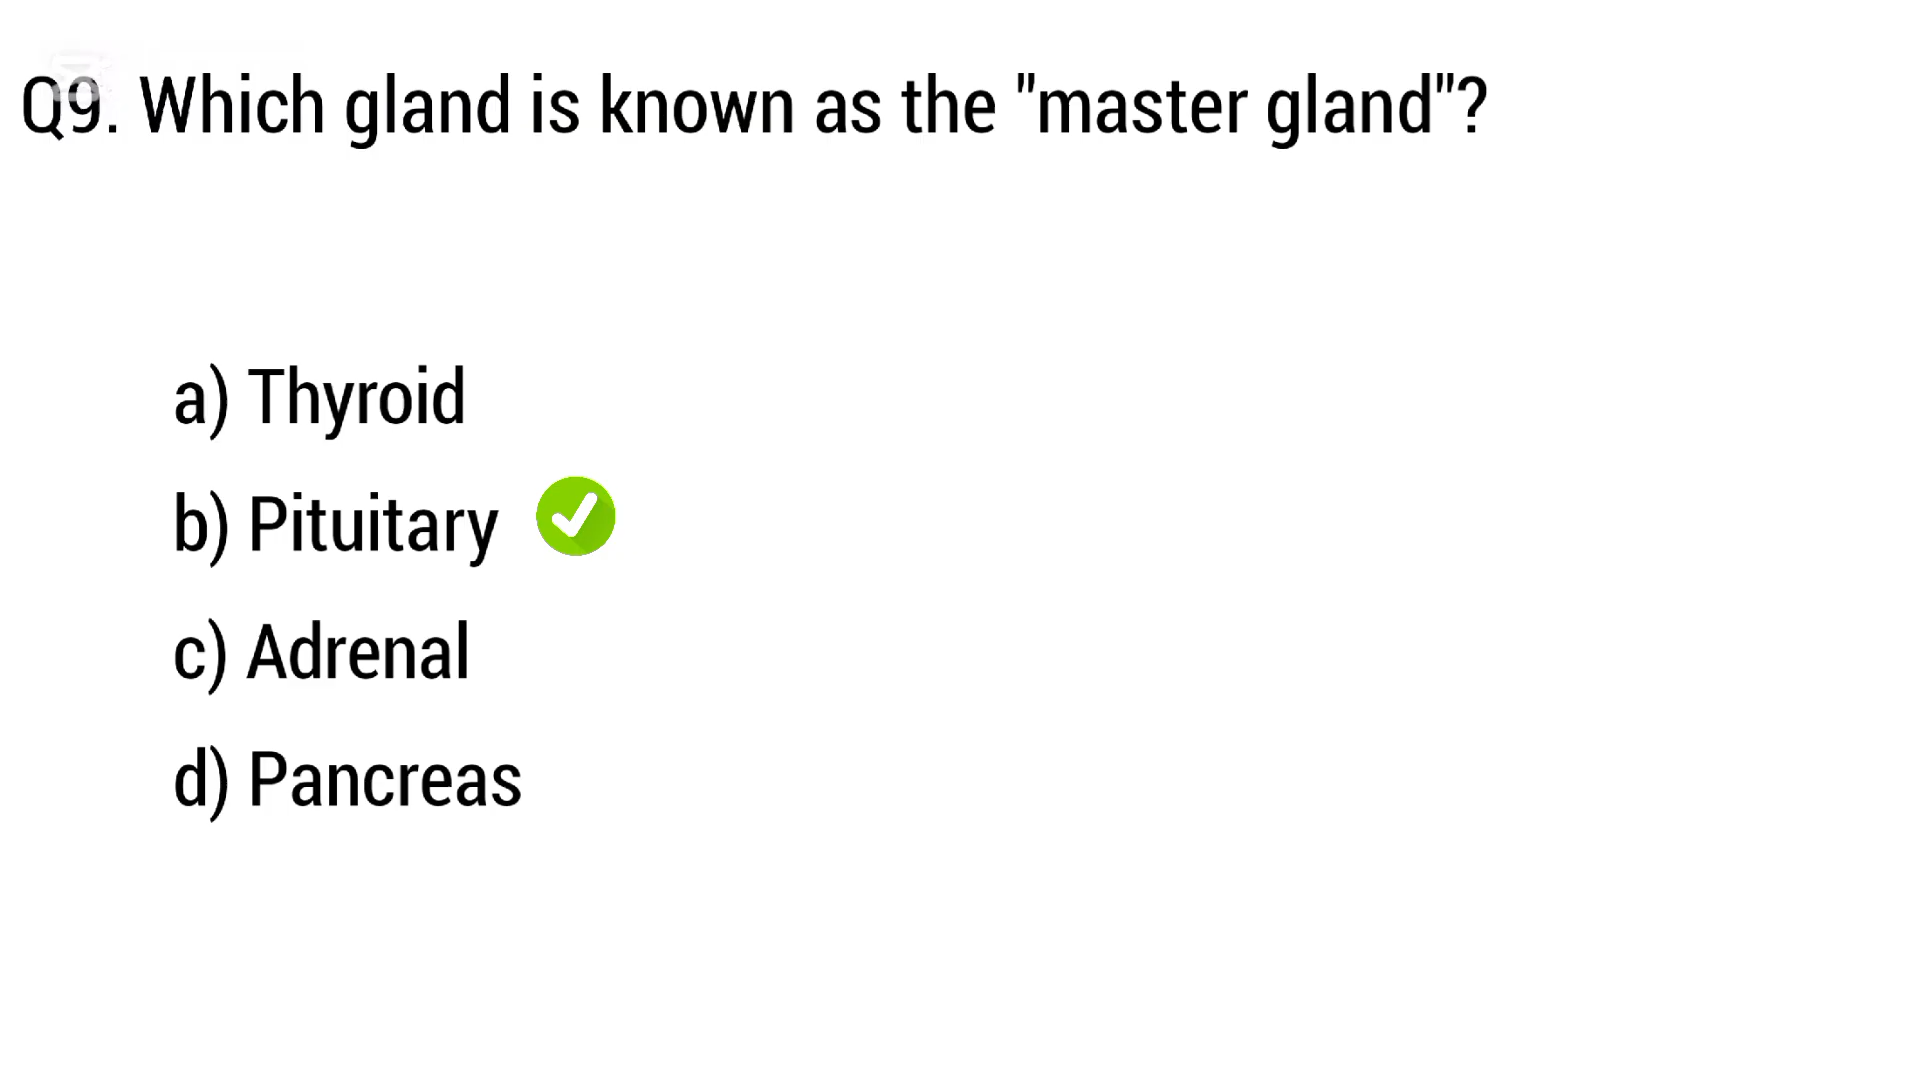 Q9. Which gland is known as the "master gland"?
a) Thyroid
b) Pituitary
c) Adrenal
d) Pancreas